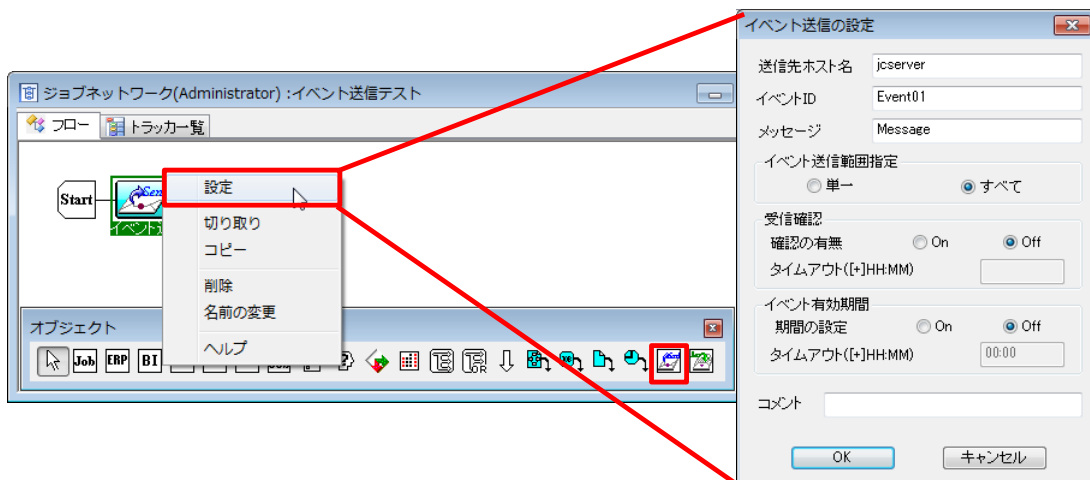 ジョブネットワーク(Administrator) :イベント送信テスト
フロー トラッカー一覧
Start
設定
切り取り
コピー
削除
名前の変更
ヘルプ
オブジェクト
Job ERP BI
イベント送信の設定
送信先ホスト名 jcserver
イベントID Event01
メッセージ Message
イベント送信範囲指定
単一 すべて
受信確認
確認の有無 On Off
タイムアウト([+]HH:MM)
イベント有効期間
期間の設定 On Off
タイムアウト([+]HH:MM) 00:00
コメント
OK キャンセル